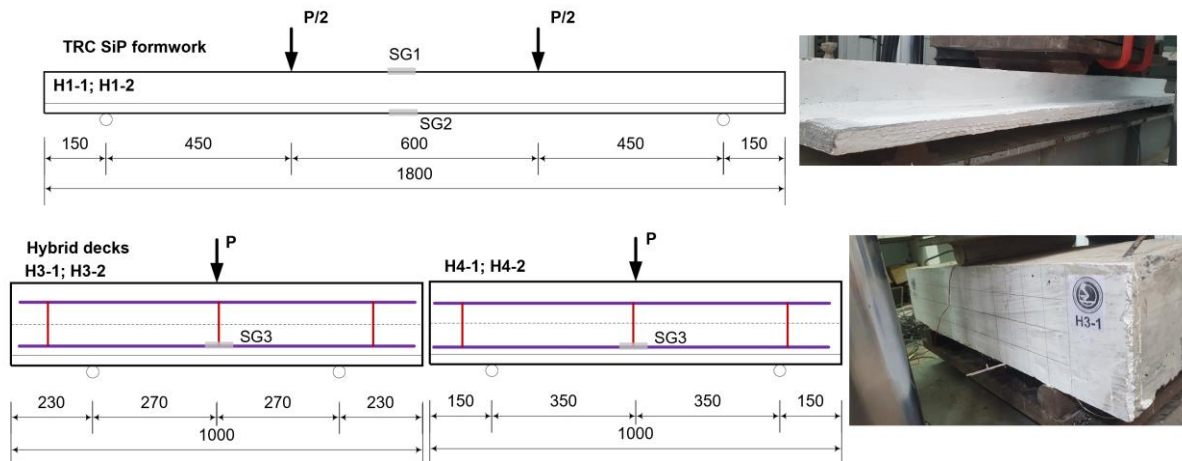 P/2 P/2
TRC SiP formwork
SG1
H1-1; H1-2
SG2
150 450 600 450 150
1800
P P
Hybrid decks
H3-1; H3-2 H4-1; H4-2
SG3 SG3
H3-1
230 270 270 230 150 350 350 150
1000 1000